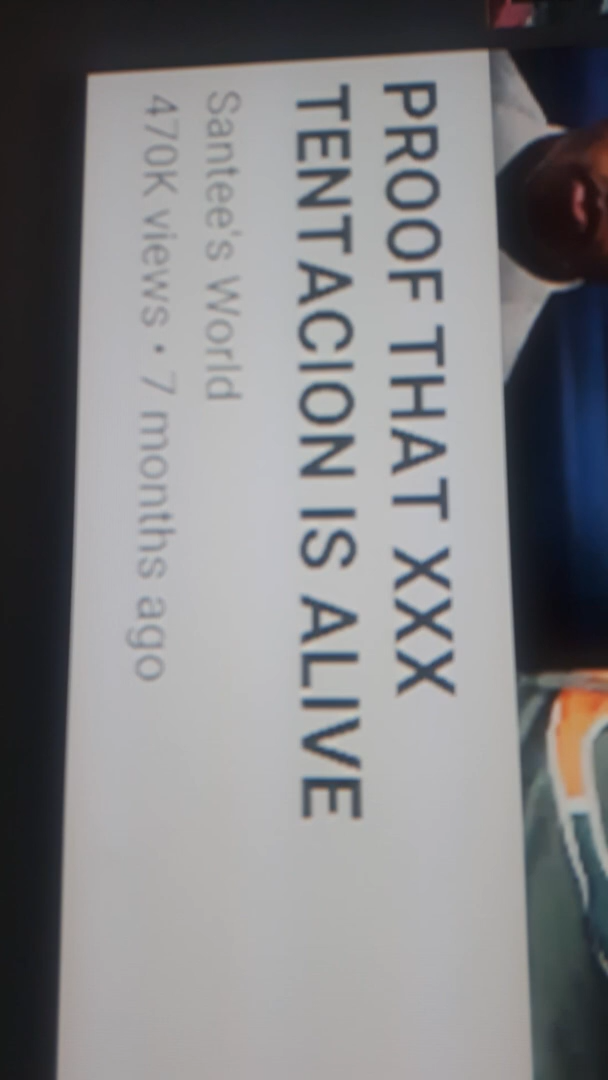 PROOF THAT XXX
TENTACION IS ALIVE
Santee's World
470K views • 7 months ago